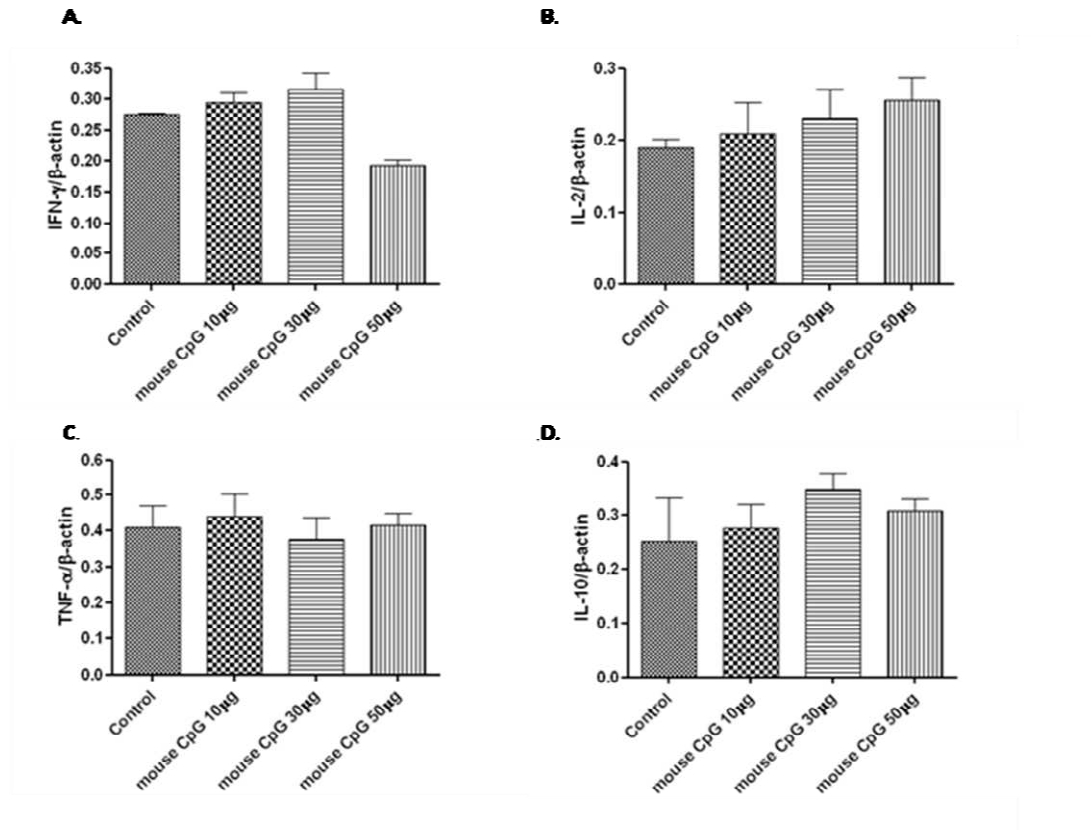 A.
IFN-γ/β-actin
0.35
0.30
0.25
0.20
0.15
0.10
0.05
0.00
Control
mouse CpG 10µg
mouse CpG 30µg
mouse CpG 50µg
B.
IL-2/β-actin
0.3
0.2
0.1
0.0
Control
mouse CpG 10µg
mouse CpG 30µg
mouse CpG 50µg
C.
TNF-α/β-actin
0.6
0.5
0.4
0.3
0.2
0.1
0.0
Control
mouse CpG 10µg
mouse CpG 30µg
mouse CpG 50µg
D.
IL-10/β-actin
0.4
0.3
0.2
0.1
0.0
Control
mouse CpG 10µg
mouse CpG 30µg
mouse CpG 50µg